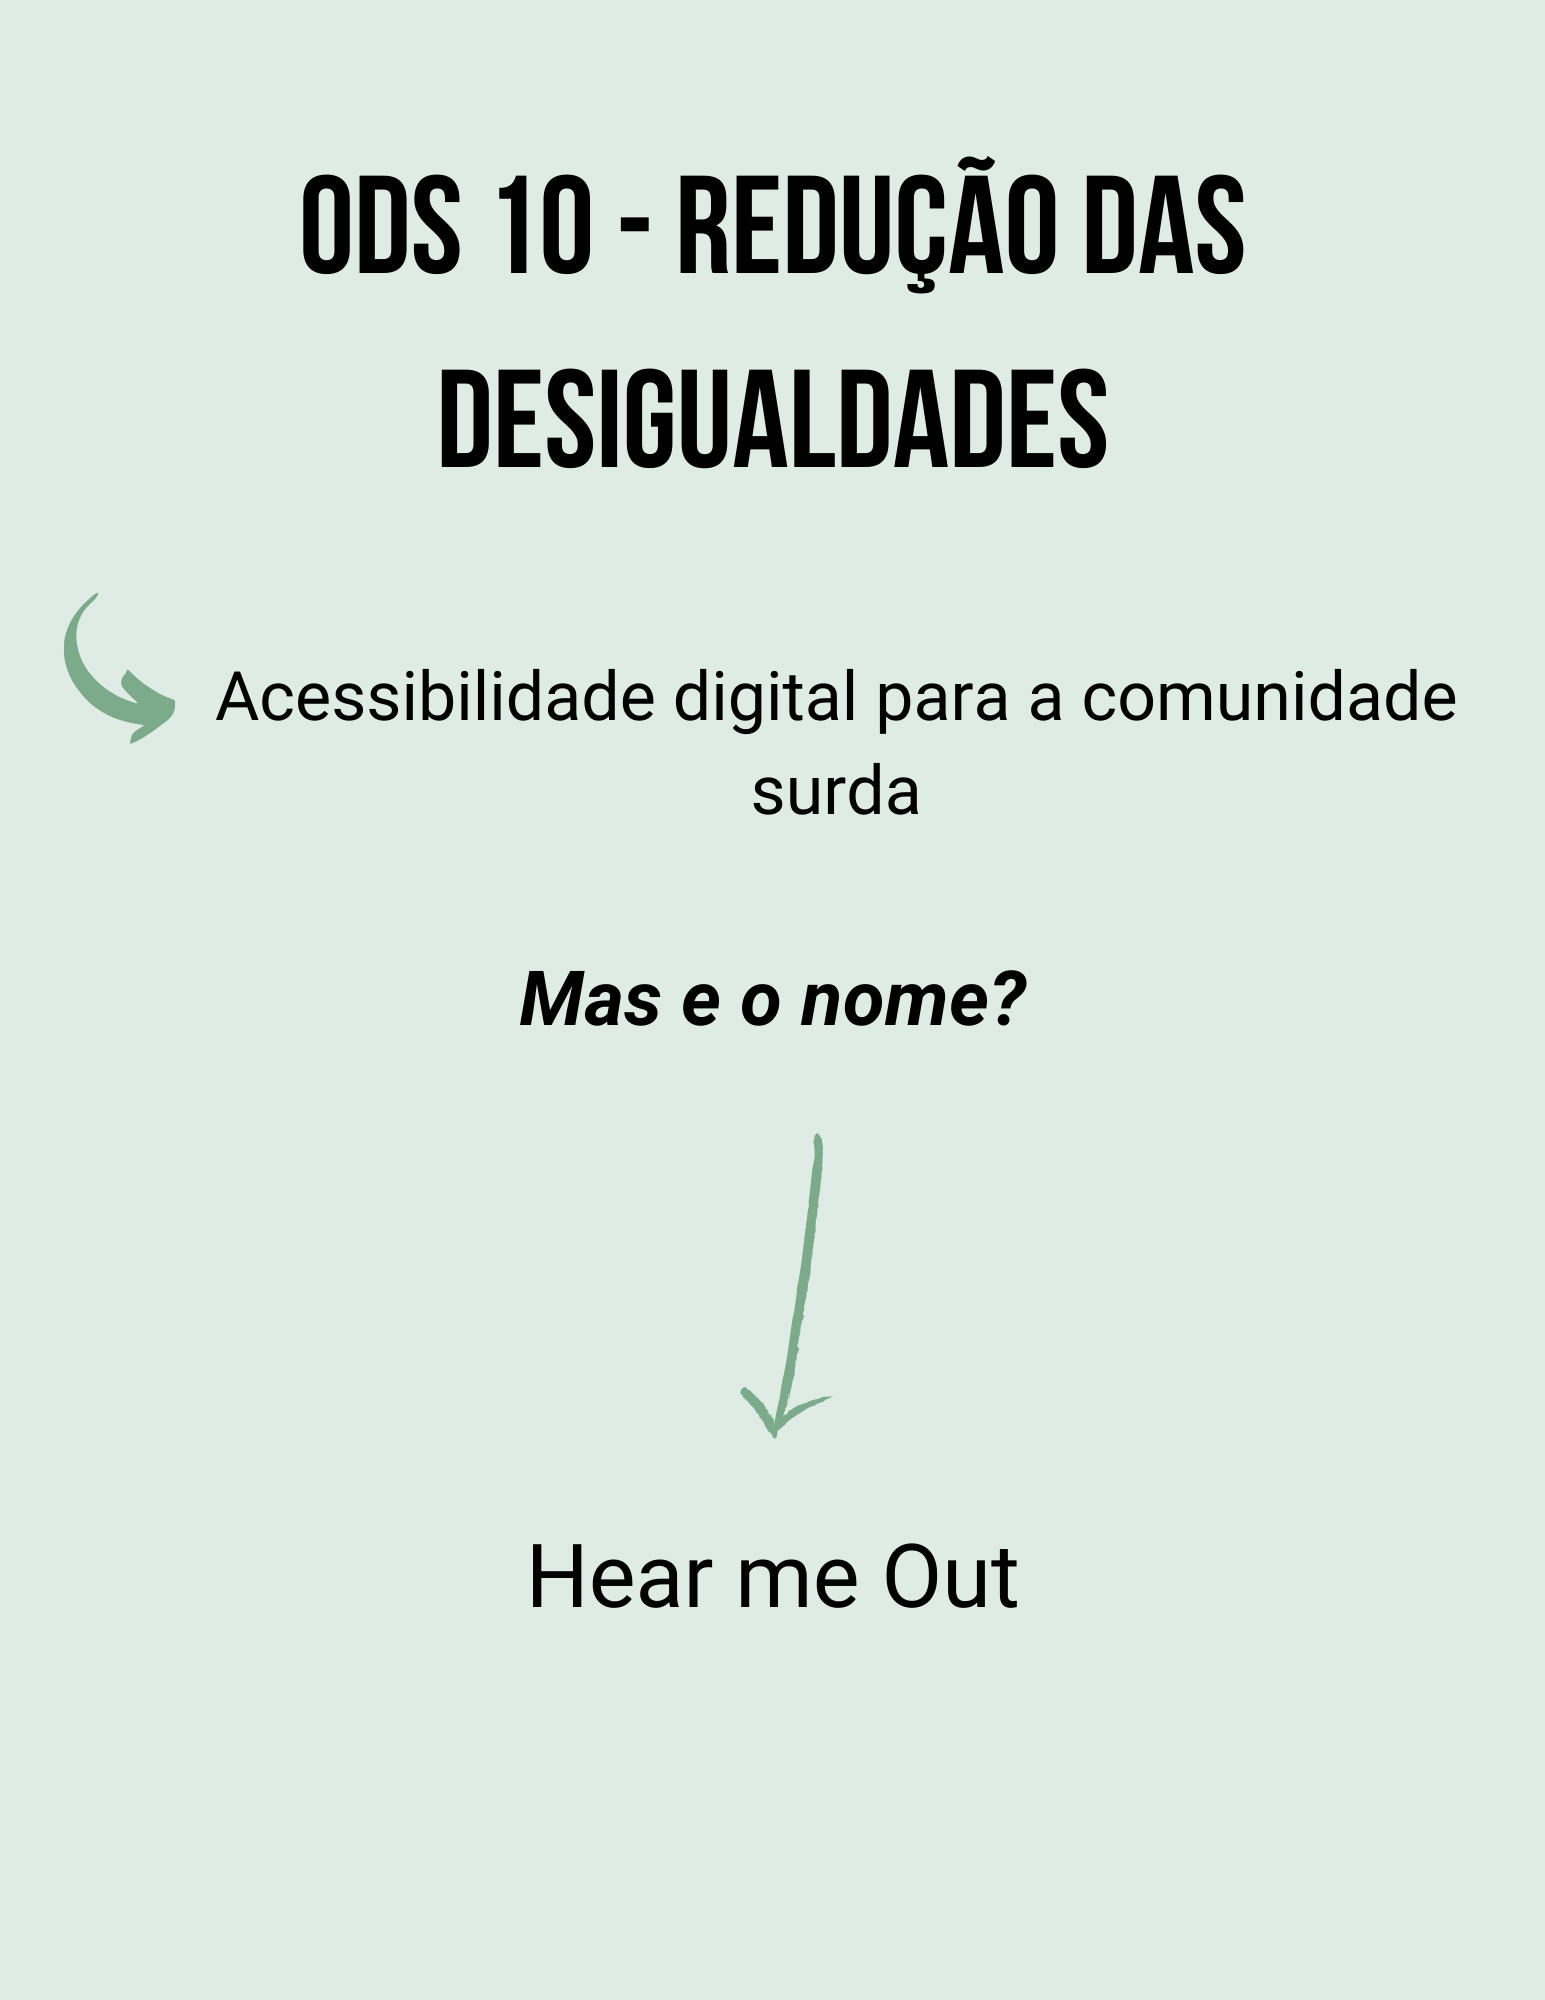 ODS 10 - REDUÇÃO DAS
DESIGUALDADES
Acessibilidade digital para a comunidade
surda
Mas e o nome?
Hear me Out